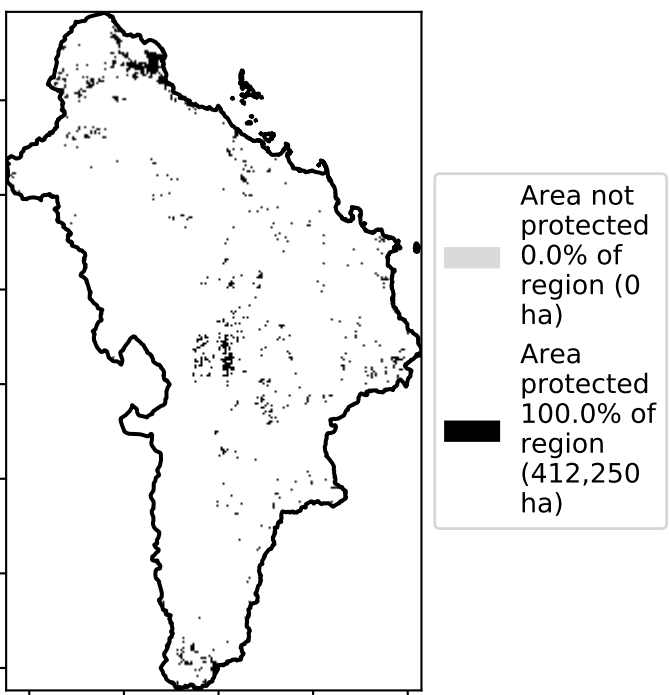 Area not
protected
0.0% of
region (0
ha)
Area
protected
100.0% of
region
(412,250
ha)